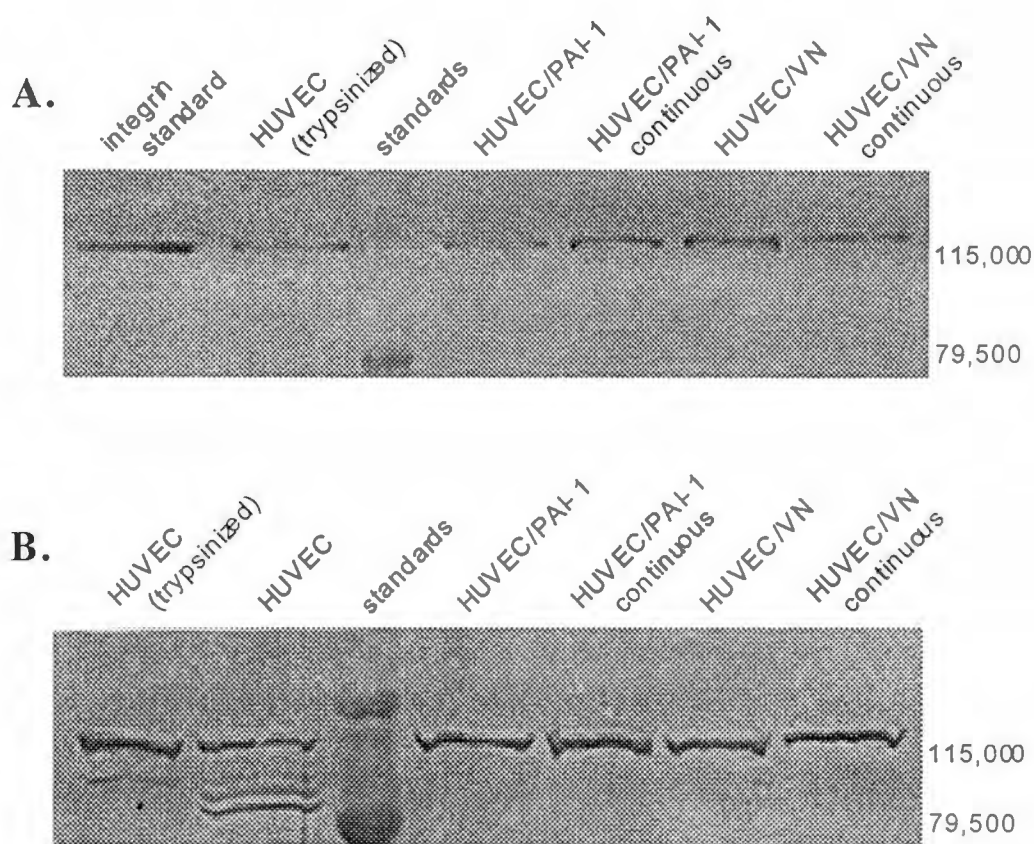 A.
integrin
standard
HUVEC
(trypsinized)
standards
HUVEC/PAI-1
HUVEC/PAI-1
continuous
HUVEC/VN
HUVEC/VN
continuous
115,000
79,500
B.
HUVEC
(trypsinized)
HUVEC
standards
HUVEC/PAI-1
HUVEC/PAI-1
continuous
HUVEC/VN
HUVEC/VN
continuous
115,000
79,500